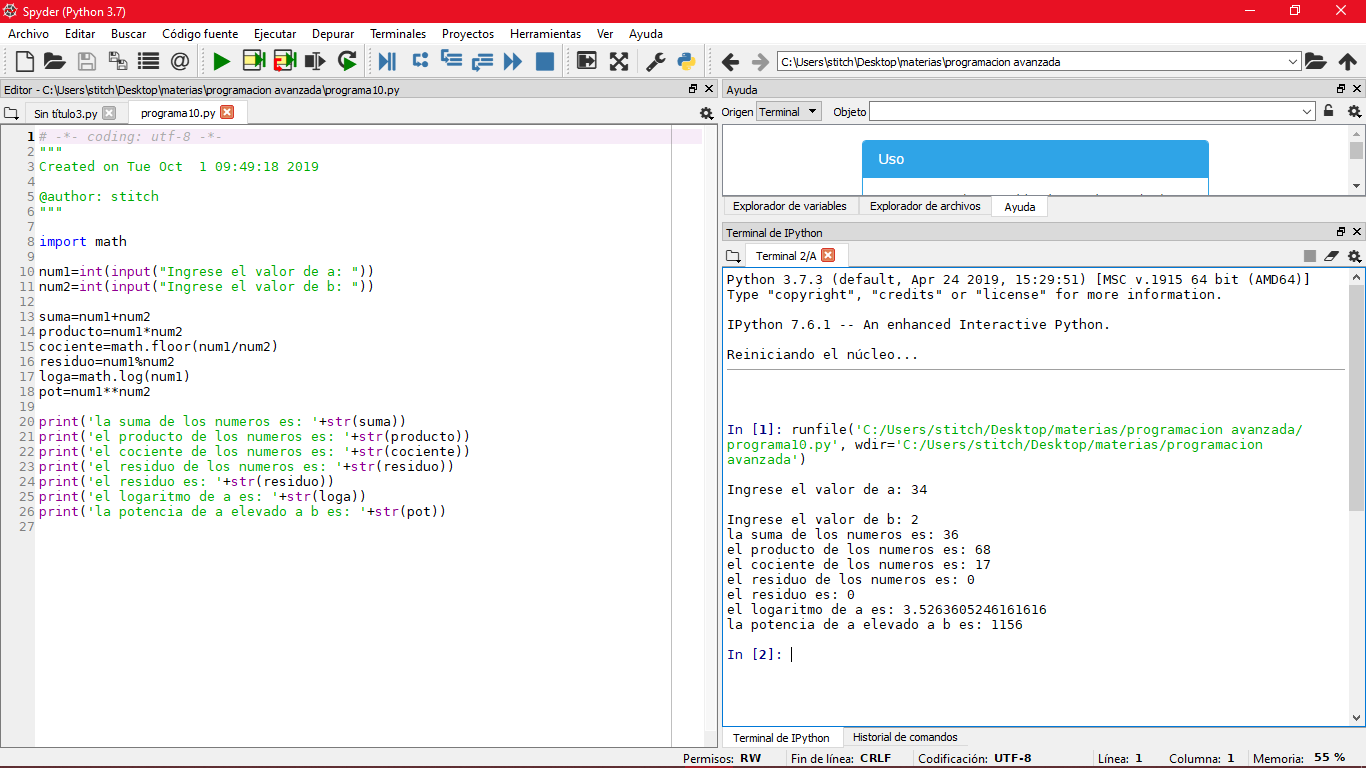 Spyder (Python 3.7)
Archivo Editar Buscar Código fuente Ejecutar Depurar Terminales Proyectos Herramientas Ver Ayuda
C:\Users\stitch\Desktop\materias\programacion avanzada
Editor - C:\Users\stitch\Desktop\materias\programacion avanzada\programa10.py
Sin título3.py programa10.py
1 # -*- coding: utf-8 -*-
2 """
3 Created on Tue Oct  1 09:49:18 2019
4
5 @author: stitch
6 """
7
8 import math
9
10 num1=int(input("Ingrese el valor de a: "))
11 num2=int(input("Ingrese el valor de b: "))
12
13 suma=num1+num2
14 producto=num1*num2
15 cociente=math.floor(num1/num2)
16 residuo=num1%num2
17 loga=math.log(num1)
18 pot=num1**num2
19
20 print('la suma de los numeros es: '+str(suma))
21 print('el producto de los numeros es: '+str(producto))
22 print('el cociente de los numeros es: '+str(cociente))
23 print('el residuo de los numeros es: '+str(residuo))
24 print('el residuo es: '+str(residuo))
25 print('el logaritmo de a es: '+str(loga))
26 print('la potencia de a elevado a b es: '+str(pot))
27
Ayuda
Origen Terminal Objeto
Uso
Explorador de variables Explorador de archivos Ayuda
Terminal de IPython
Terminal 2/A
Python 3.7.3 (default, Apr 24 2019, 15:29:51) [MSC v.1915 64 bit (AMD64)]
Type "copyright", "credits" or "license" for more information.
IPython 7.6.1 -- An enhanced Interactive Python.
Reiniciando el núcleo...
In [1]: runfile('C:/Users/stitch/Desktop/materias/programacion avanzada/
programa10.py', wdir='C:/Users/stitch/Desktop/materias/programacion
avanzada')
Ingrese el valor de a: 34
Ingrese el valor de b: 2
la suma de los numeros es: 36
el producto de los numeros es: 68
el cociente de los numeros es: 17
el residuo de los numeros es: 0
el residuo es: 0
el logaritmo de a es: 3.5263605246161616
la potencia de a elevado a b es: 1156
In [2]:
Terminal de IPython Historial de comandos
Permisos: RW Fin de línea: CRLF Codificación: UTF-8 Línea: 1 Columna: 1 Memoria: 55 %